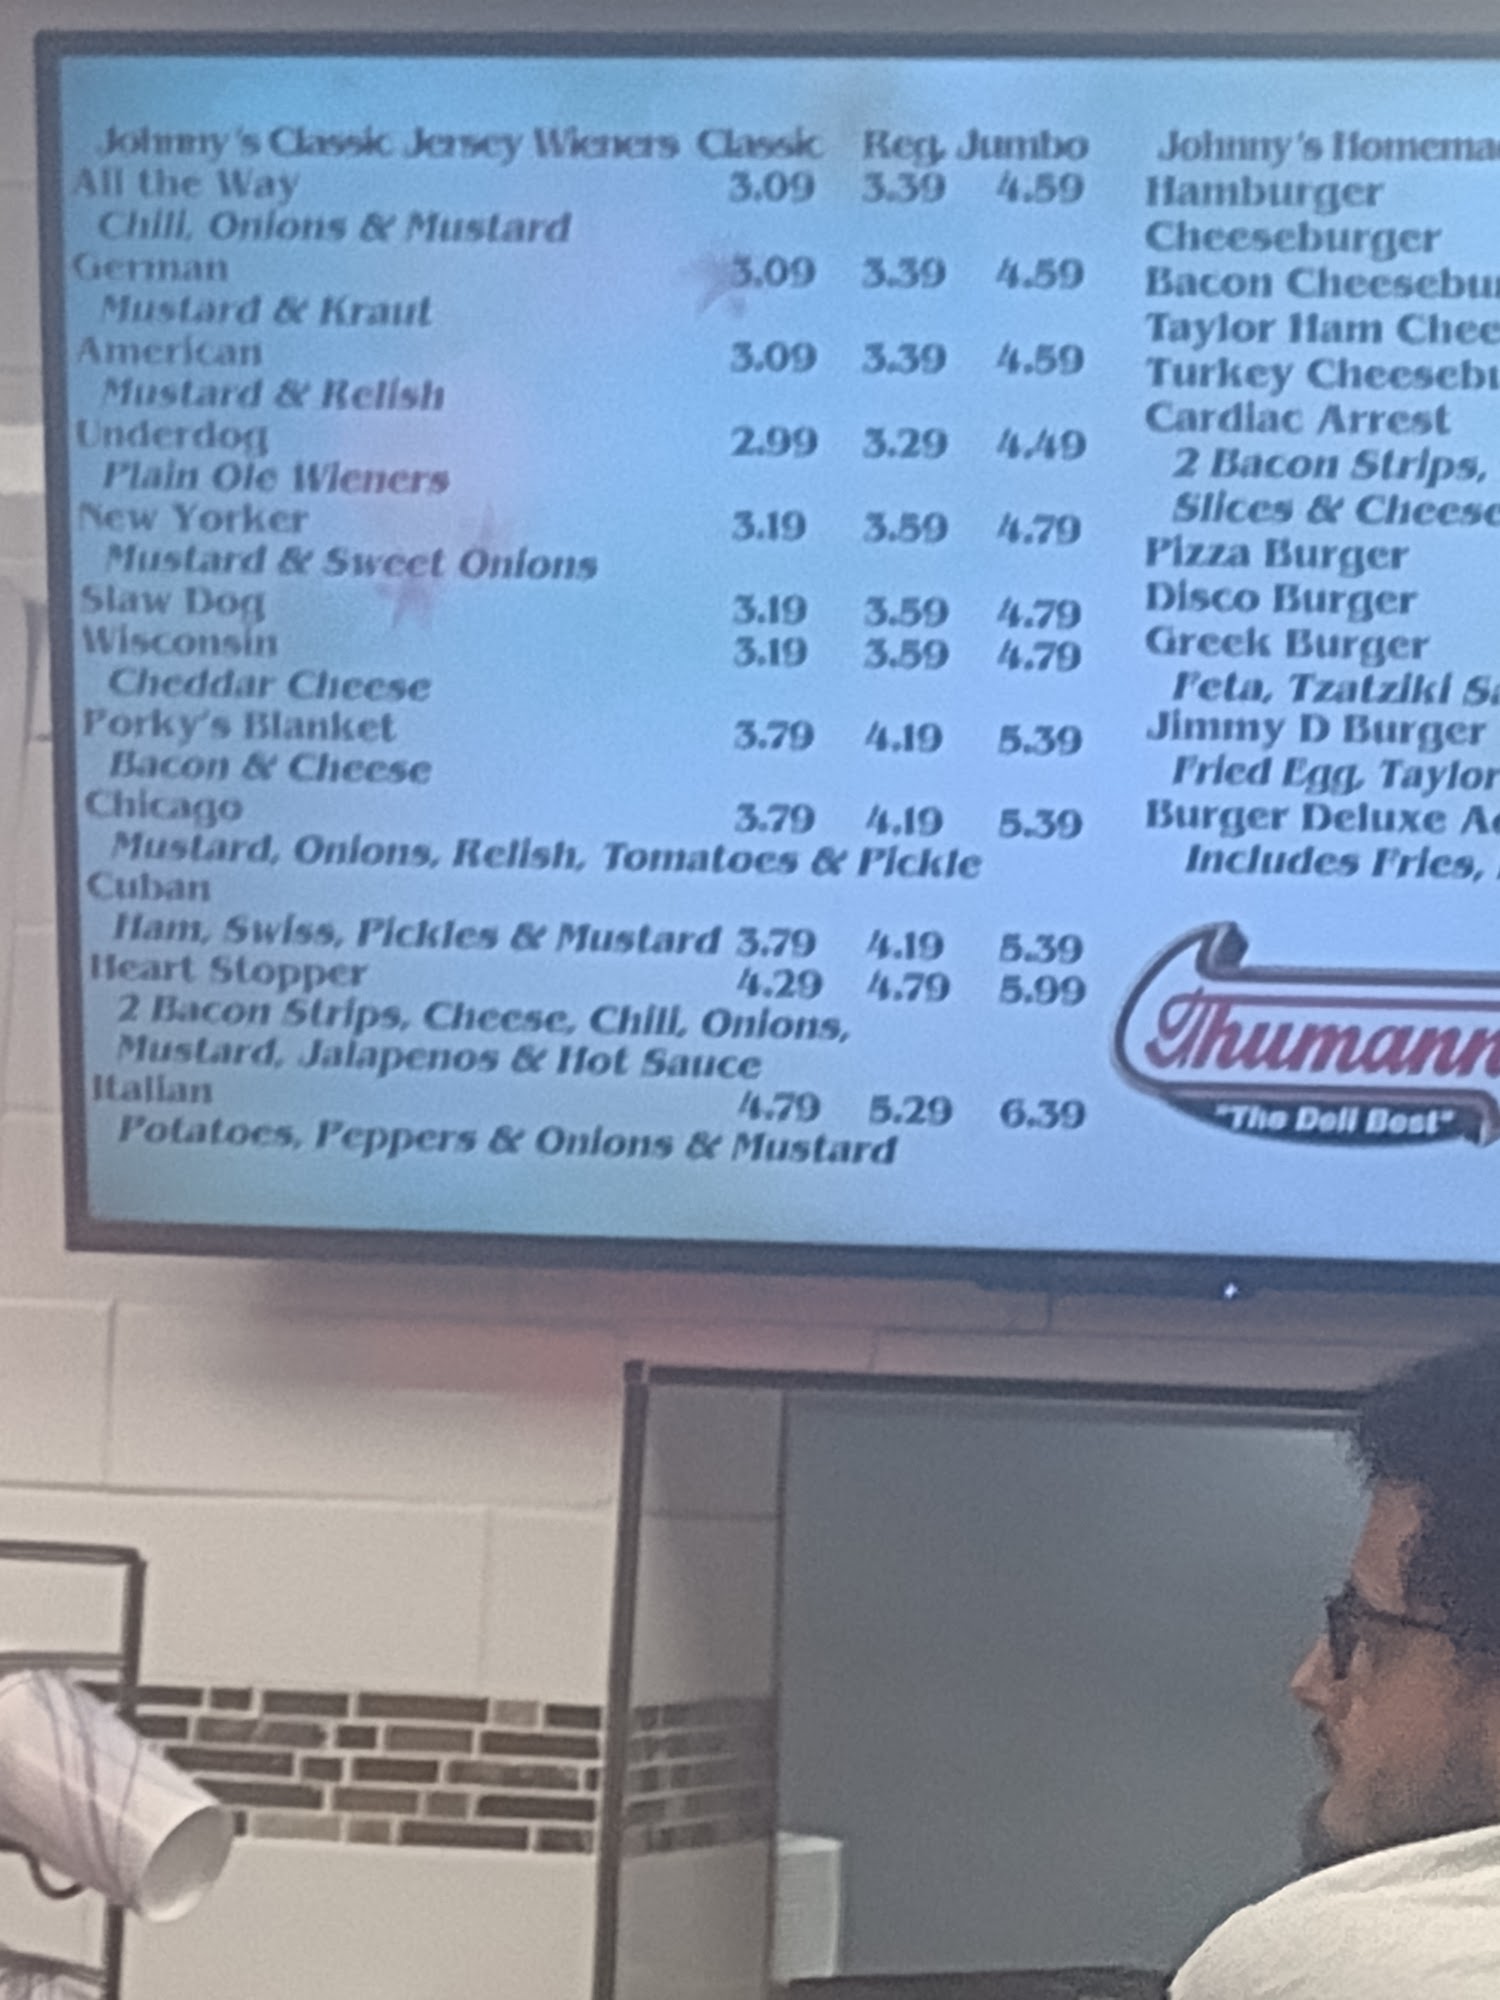 Johnny's Classic Jersey Wieners Classic Reg. Jumbo
All the Way 3.09 3.39 4.59
Chili, Onions & Mustard
German 3.09 3.39 4.59
Mustard & Kraut
American 3.09 3.39 4.59
Mustard & Relish
Underdog 2.99 3.29 4.49
Plain Ole Wieners
New Yorker 3.19 3.59 4.79
Mustard & Sweet Onions
Slaw Dog 3.19 3.59 4.79
Wisconsin 3.19 3.59 4.79
Cheddar Cheese
Porky's Blanket 3.79 4.19 5.39
Bacon & Cheese
Chicago 3.79 4.19 5.39
Mustard, Onions, Relish, Tomatoes & Pickle
Cuban
Ham, Swiss, Pickles & Mustard 3.79 4.19 5.39
Heart Stopper 4.29 4.79 5.99
2 Bacon Strips, Cheese, Chili, Onions,
Mustard, Jalapenos & Hot Sauce
Italian 4.79 5.29 6.39
Potatoes, Peppers & Onions & Mustard
Johnny's
Hamburger
Cheeseburger
Bacon
Taylor Ham
Turkey
Cardiac Arrest
2 Bacon Strips,
Slices & Cheese
Pizza Burger
Disco Burger
Greek Burger
Feta, Tzatziki
Jimmy D Burger
Fried Egg, Taylor
Burger Deluxe
Includes Fries,
Thumann
"The Deli Best"